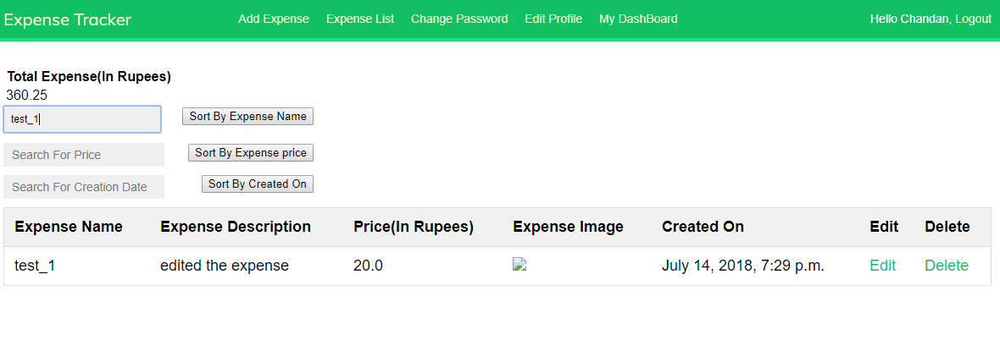 Expense Tracker Add Expense Expense List Change Password Edit Profile My DashBoard Hello Chandan, Logout
Total Expense(In Rupees)
360.25
test_1 Sort By Expense Name
Search For Price Sort By Expense price
Search For Creation Date Sort By Created On
Expense Name Expense Description Price(In Rupees) Expense Image Created On Edit Delete
test_1 edited the expense 20.0 July 14, 2018, 7:29 p.m. Edit Delete